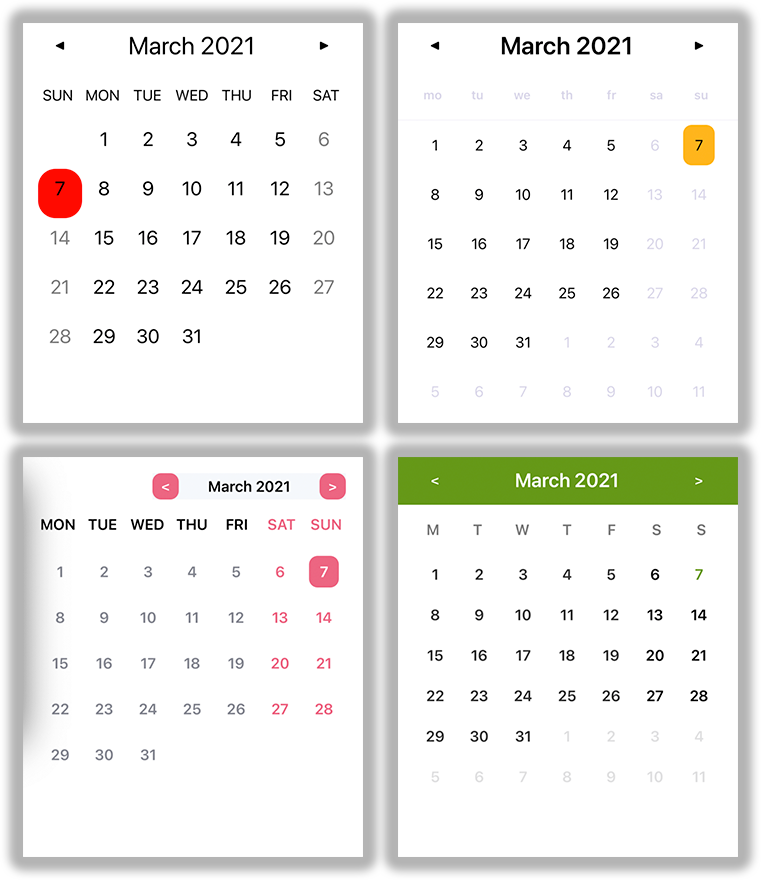 ◄ March 2021 ►
SUN MON TUE WED THU FRI SAT
1 2 3 4 5 6
7 8 9 10 11 12 13
14 15 16 17 18 19 20
21 22 23 24 25 26 27
28 29 30 31
◄ March 2021 ►
mo tu we th fr sa su
1 2 3 4 5 6 7
8 9 10 11 12 13 14
15 16 17 18 19 20 21
22 23 24 25 26 27 28
29 30 31 1 2 3 4
5 6 7 8 9 10 11
< March 2021 >
MON TUE WED THU FRI SAT SUN
1 2 3 4 5 6 7
8 9 10 11 12 13 14
15 16 17 18 19 20 21
22 23 24 25 26 27 28
29 30 31
< March 2021 >
M T W T F S S
1 2 3 4 5 6 7
8 9 10 11 12 13 14
15 16 17 18 19 20 21
22 23 24 25 26 27 28
29 30 31 1 2 3 4
5 6 7 8 9 10 11